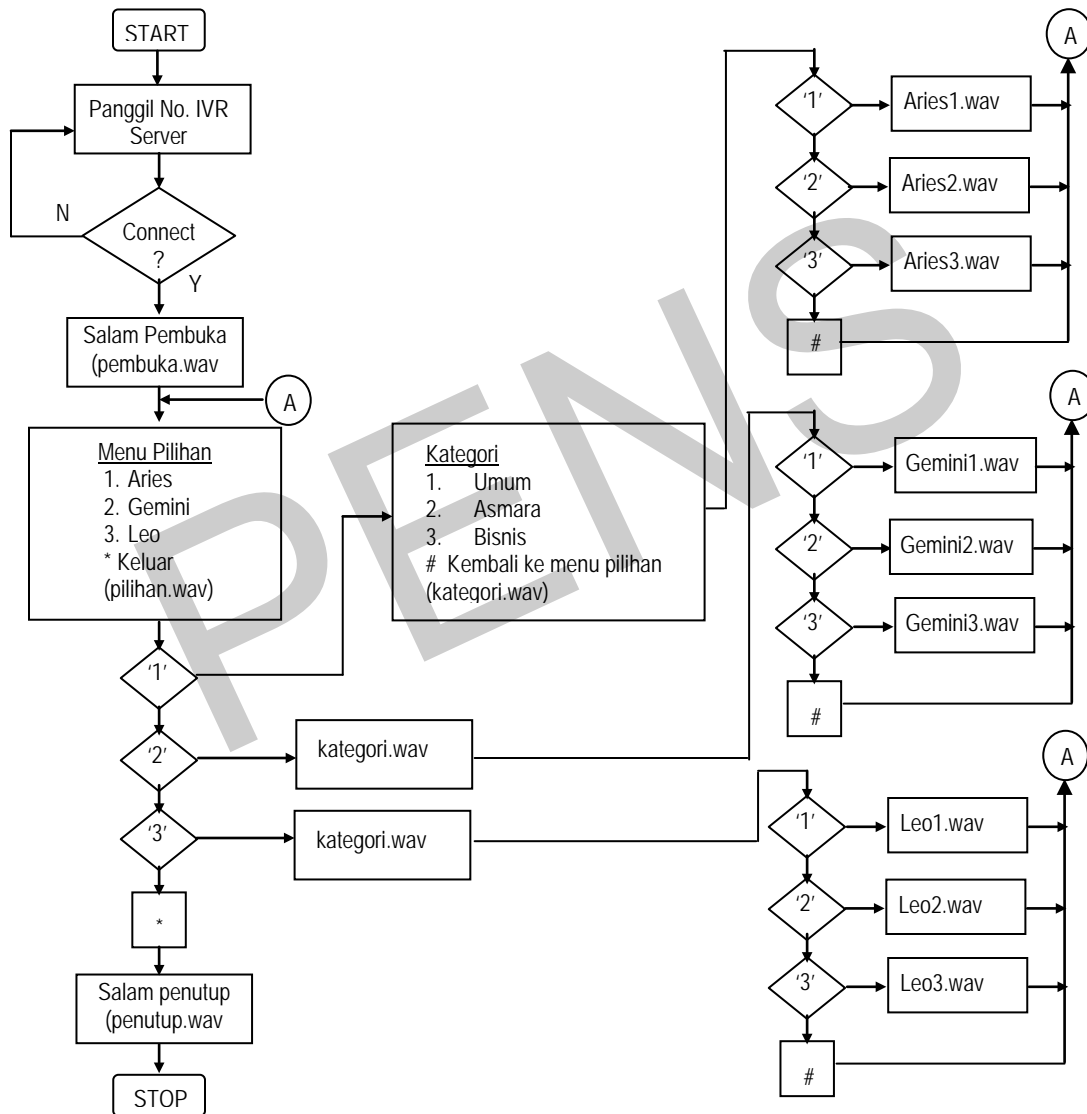 START
Panggil No. IVR
Server
N
Connect
?
Y
Salam Pembuka
(pembuka.wav
A
Menu Pilihan
1. Aries
2. Gemini
3. Leo
* Keluar
(pilihan.wav)
'1'
'2'
'3'
*
Salam penutup
(penutup.wav
STOP
Kategori
1. Umum
2. Asmara
3. Bisnis
# Kembali ke menu pilihan
(kategori.wav)
kategori.wav
kategori.wav
A
'1'
Aries1.wav
'2'
Aries2.wav
'3'
Aries3.wav
#
A
'1'
Gemini1.wav
'2'
Gemini2.wav
'3'
Gemini3.wav
#
A
'1'
Leo1.wav
'2'
Leo2.wav
'3'
Leo3.wav
#
PENS